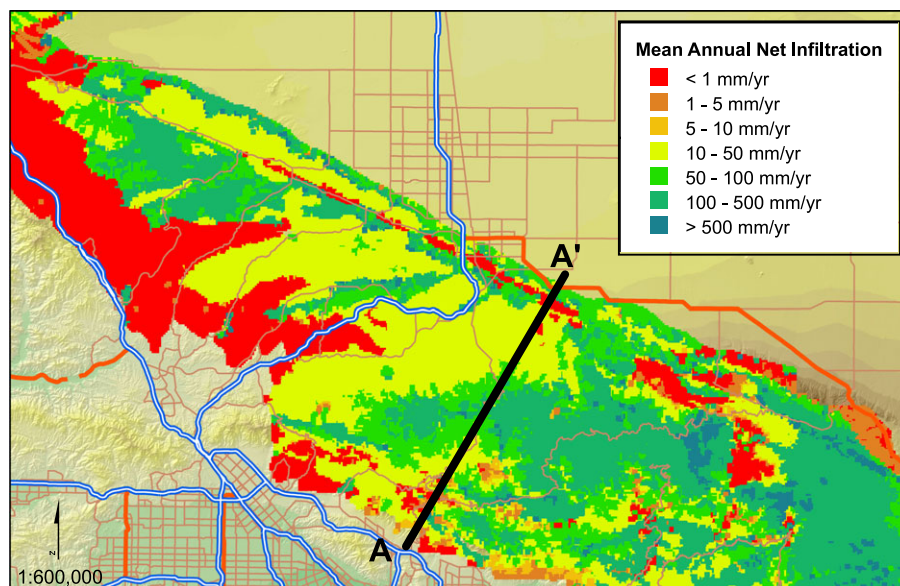 Mean Annual Net Infiltration
< 1 mm/yr
1 - 5 mm/yr
5 - 10 mm/yr
10 - 50 mm/yr
50 - 100 mm/yr
100 - 500 mm/yr
> 500 mm/yr
A'
A
z
1:600,000